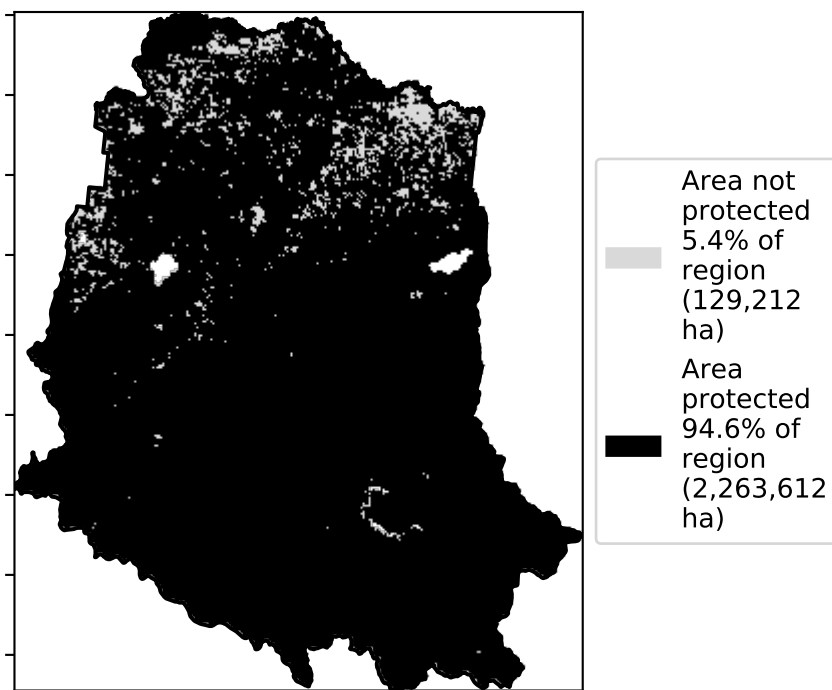 Area not
protected
5.4% of
region
(129,212
ha)
Area
protected
94.6% of
region
(2,263,612
ha)